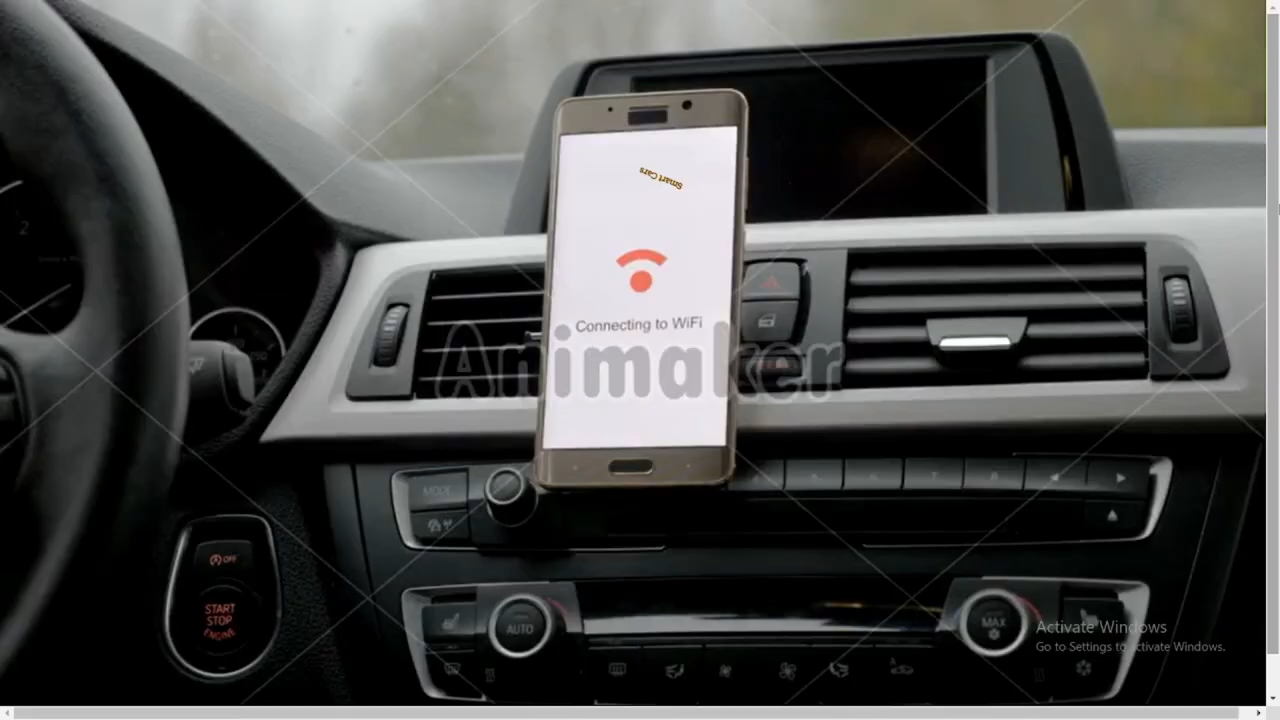 Smart Cars
Connecting to WiFi
Animaker
MODE
OFF
START
STOP
ENGINE
AUTO
MAX
Activate Windows
Go to Settings to activate Windows.